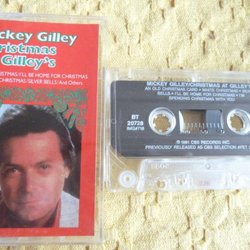 Mickey Gilley
Christmas
Gilley's
CHRISTMAS/I'LL BE HOME FOR CHRISTMAS
CHRISTMAS/SILVER BELLS/And Others
MICKEY GILLEY/CHRISTMAS AT GILLEY'S
AN OLD CHRISTMAS CARD • WHITE CHRISTMAS •
BELLS • I'LL BE HOME FOR CHRISTMAS •
SPENDING CHRISTMAS WITH YOU
BT
20728
© 1981 CBS RECORDS INC.
PREVIOUSLY RELEASED AS CBS SELECTION